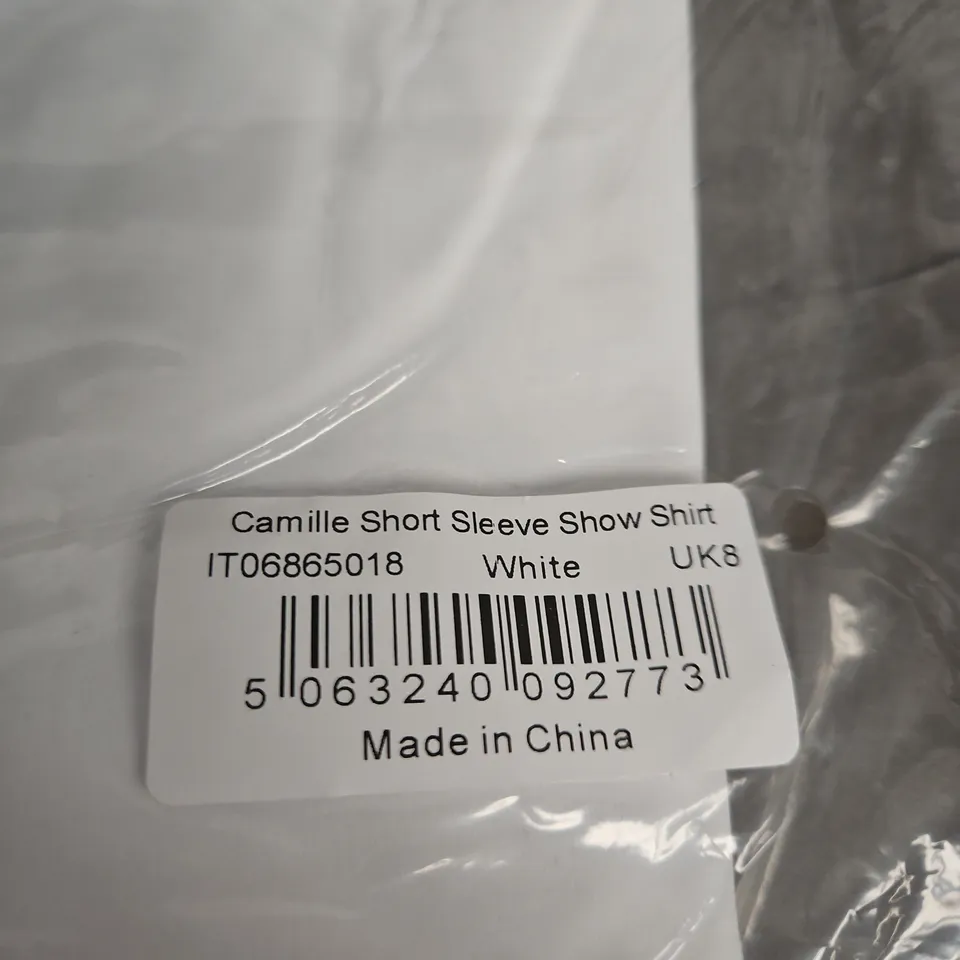 Camille Short Sleeve Show Shirt
IT06865018 White UK8
5 063240 092773
Made in China